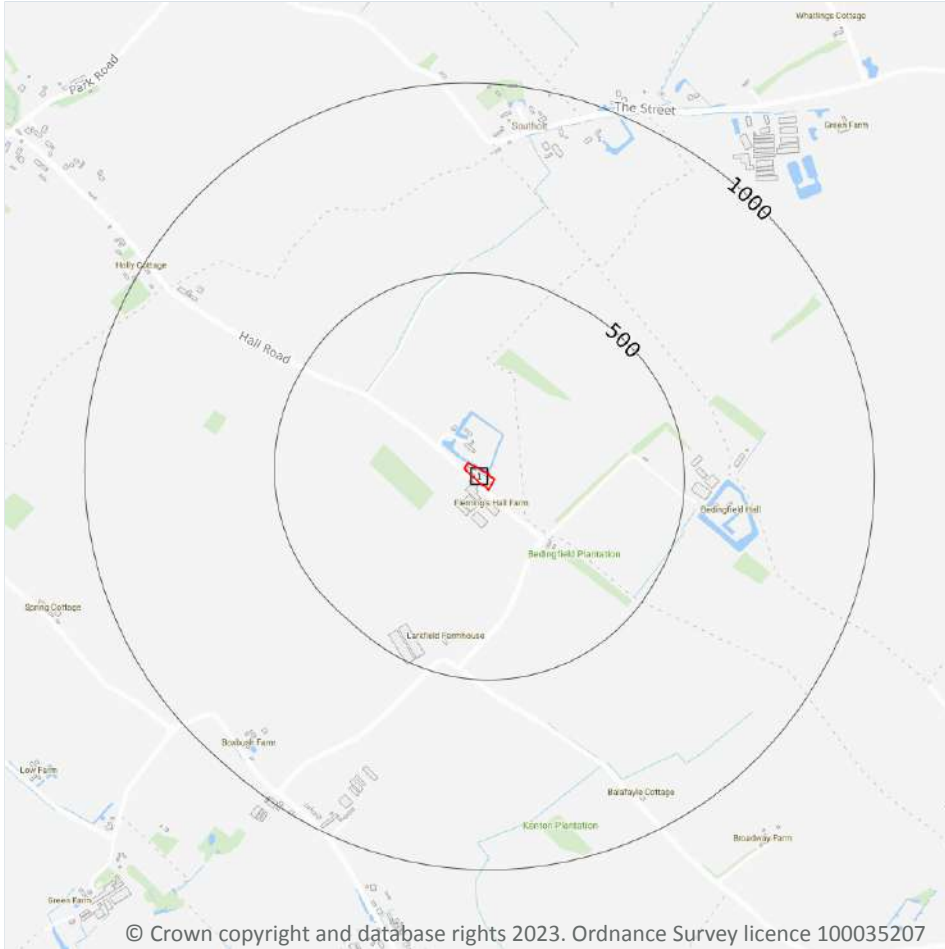 Whatlings Cottage
Park Road
The Street
Southolt
Green Farm
1000
Holly Cottage
500
Hall Road
1
Fleming's Hall Farm
Bedingfield Hall
Bedingfield Plantation
Spring Cottage
Larkfield Farmhouse
Boxbush Farm
Low Farm
Balafayle Cottage
Kenton Plantation
Broadway Farm
Green Farm
© Crown copyright and database rights 2023. Ordnance Survey licence 100035207